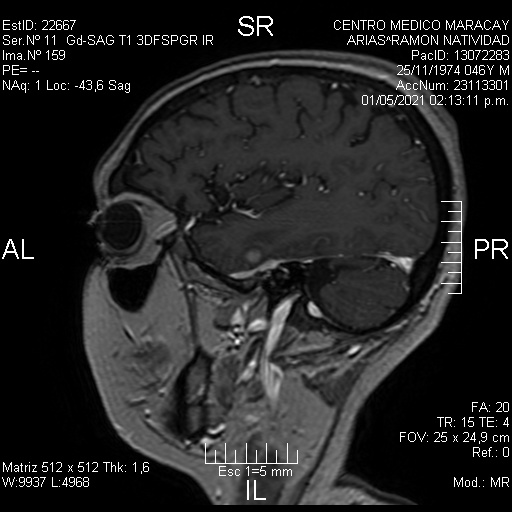 EstID: 22667
Ser.Nº 11 Gd-SAG T1 3DFSPGR IR
Ima.Nº 159
PE= --
NAq: 1 Loc: -43,6 Sag
SR
CENTRO MEDICO MARACAY
ARIAS^RAMON NATIVIDAD
PacID: 13072283
25/11/1974 046Y M
AccNum: 23113301
01/05/2021 02:13:11 p.m.
AL
PR
Matriz 512 x 512 Thk: 1,6
W:9937 L:4968
Esc 1=5 mm
IL
FA: 20
TR: 15 TE: 4
FOV: 25 x 24,9 cm
Ref.: 0
Mod.: MR